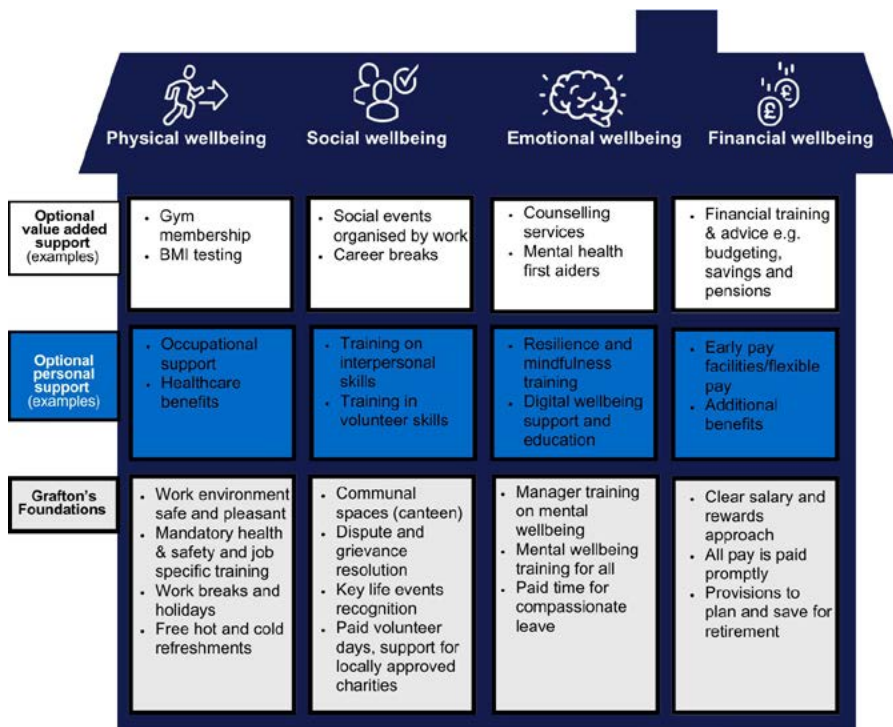 Physical wellbeing
Social wellbeing
Emotional wellbeing
Financial wellbeing
Optional
value added
support
(examples)
• Gym
membership
• BMI testing
• Social events
organised by work
• Career breaks
• Counselling
services
• Mental health
first aiders
• Financial training
& advice e.g.
budgeting,
savings and
pensions
Optional
personal
support
(examples)
• Occupational
support
• Healthcare
benefits
• Training on
interpersonal
skills
• Training in
volunteer skills
• Resilience and
mindfulness
training
• Digital wellbeing
support and
education
• Early pay
facilities/flexible
pay
• Additional
benefits
Grafton's
Foundations
• Work environment
safe and pleasant
• Mandatory health
& safety and job
specific training
• Work breaks and
holidays
• Free hot and cold
refreshments
• Communal
spaces (canteen)
• Dispute and
grievance
resolution
• Key life events
recognition
• Paid volunteer
days, support for
locally approved
charities
• Manager training
on mental
wellbeing
• Mental wellbeing
training for all
• Paid time for
compassionate
leave
• Clear salary and
rewards
approach
• All pay is paid
promptly
• Provisions to
plan and save for
retirement